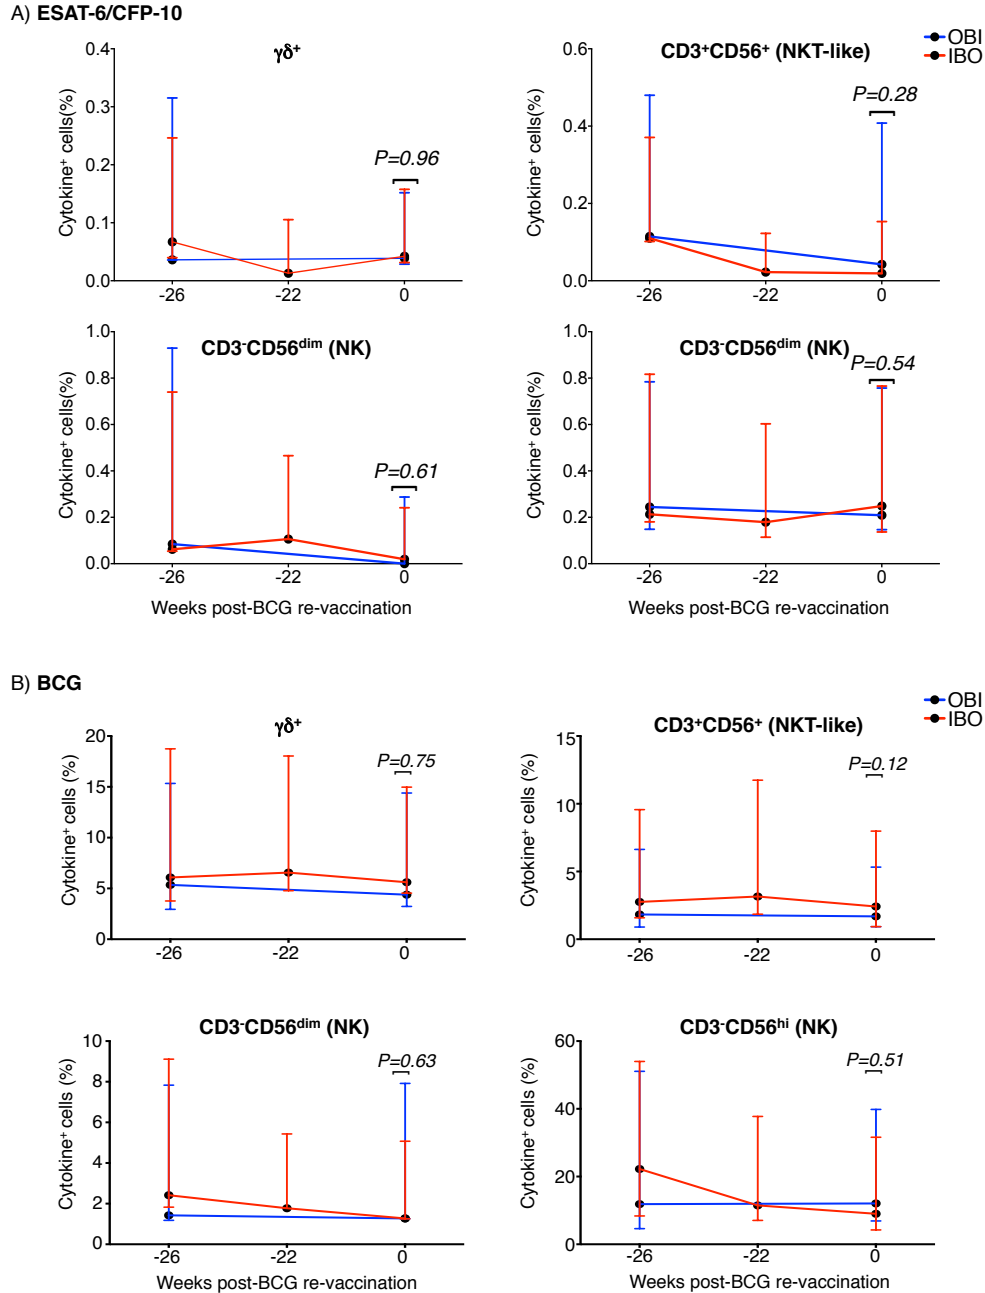 A) ESAT-6/CFP-10
OBI
IBO
γδ⁺
Cytokine⁺ cells(%)
0.4
0.3
0.2
0.1
0.0
P=0.96
-26 -22 0
CD3⁺CD56⁺ (NKT-like)
Cytokine⁺ cells(%)
0.6
0.4
0.2
0.0
P=0.28
-26 -22 0
CD3⁻CD56ᵈⁱᵐ (NK)
Cytokine⁺ cells(%)
1.0
0.8
0.6
0.4
0.2
0.0
P=0.61
-26 -22 0
Weeks post-BCG re-vaccination
CD3⁻CD56ᵈⁱᵐ (NK)
Cytokine⁺ cells(%)
1.0
0.8
0.6
0.4
0.2
0.0
P=0.54
-26 -22 0
Weeks post-BCG re-vaccination
B) BCG
OBI
IBO
γδ⁺
Cytokine⁺ cells (%)
20
15
10
5
0
P=0.75
-26 -22 0
CD3⁺CD56⁺ (NKT-like)
Cytokine⁺ cells (%)
15
10
5
0
P=0.12
-26 -22 0
CD3⁻CD56ᵈⁱᵐ (NK)
Cytokine⁺ cells (%)
10
8
6
4
2
0
P=0.63
-26 -22 0
Weeks post-BCG re-vaccination
CD3⁻CD56ʰⁱ (NK)
Cytokine⁺ cells (%)
60
40
20
0
P=0.51
-26 -22 0
Weeks post-BCG re-vaccination